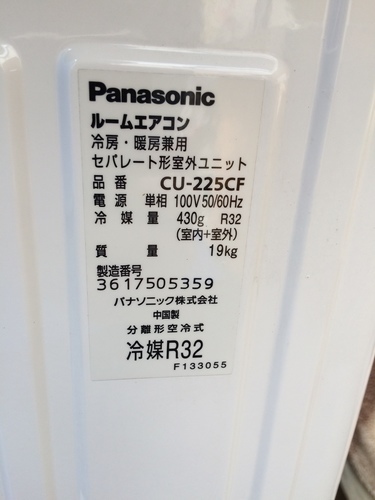 Panasonic
ルームエアコン
冷房・暖房兼用
セパレート形室外ユニット
品番 CU-225CF
電源 単相 100V 50/60Hz
冷媒量 430g R32
(室内+室外)
質量 19kg
製造番号
3617505359
パナソニック株式会社
中国製
分離形空冷式
冷媒R32
F133055